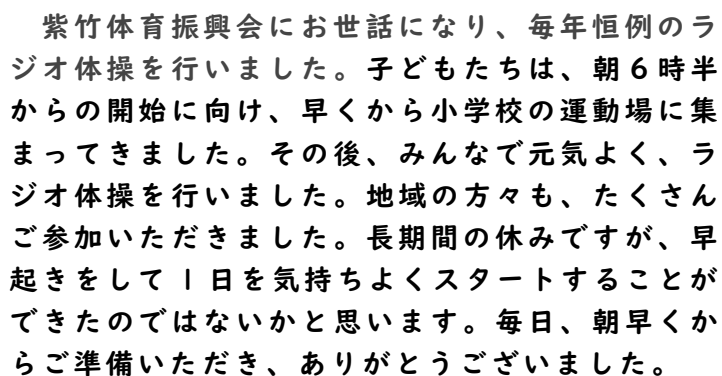 紫竹体育振興会にお世話になり、毎年恒例のラ
ジオ体操を行いました。子どもたちは、朝６時半
からの開始に向け、早くから小学校の運動場に集
まってきました。その後、みんなで元気よく、ラ
ジオ体操を行いました。地域の方々も、たくさん
ご参加いただきました。長期間の休みですが、早
起きをして１日を気持ちよくスタートすることが
できたのではないかと思います。毎日、朝早くか
らご準備いただき、ありがとうございました。